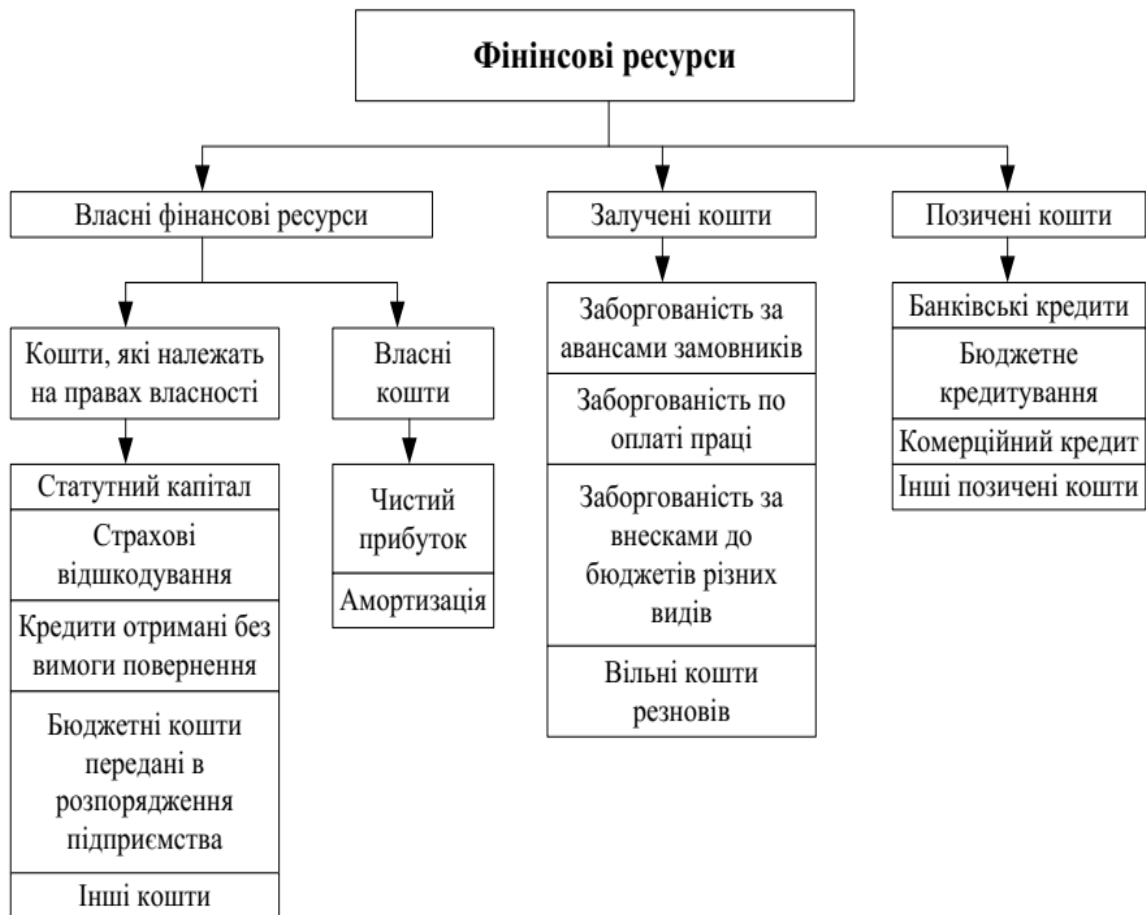 Фінінсові ресурси
Власні фінансові ресурси
Залучені кошти
Позичені кошти
Кошти, які належать
на правах власності
Власні
кошти
Статутний капітал
Страхові
відшкодування
Кредити отримані без
вимоги повернення
Бюджетні кошти
передані в
розпорядження
підприємства
Інші кошти
Чистий
прибуток
Амортизація
Заборгованість за
авансами замовників
Заборгованість по
оплаті праці
Заборгованість за
внесками до
бюджетів різних
видів
Вільні кошти
резновів
Банківські кредити
Бюджетне
кредитування
Комерційний кредит
Інші позичені кошти